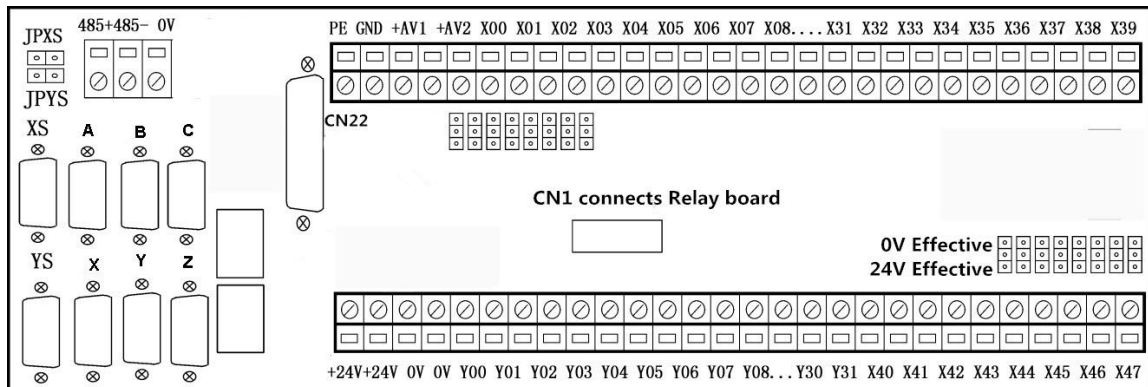 JPXS
485+485- 0V
JPYS
XS A B C
YS X Y Z
PE GND +AV1 +AV2 X00 X01 X02 X03 X04 X05 X06 X07 X08....X31 X32 X33 X34 X35 X36 X37 X38 X39
CN22
CN1 connects Relay board
0V Effective
24V Effective
+24V+24V 0V 0V Y00 Y01 Y02 Y03 Y04 Y05 Y06 Y07 Y08...Y30 Y31 X40 X41 X42 X43 X44 X45 X46 X47